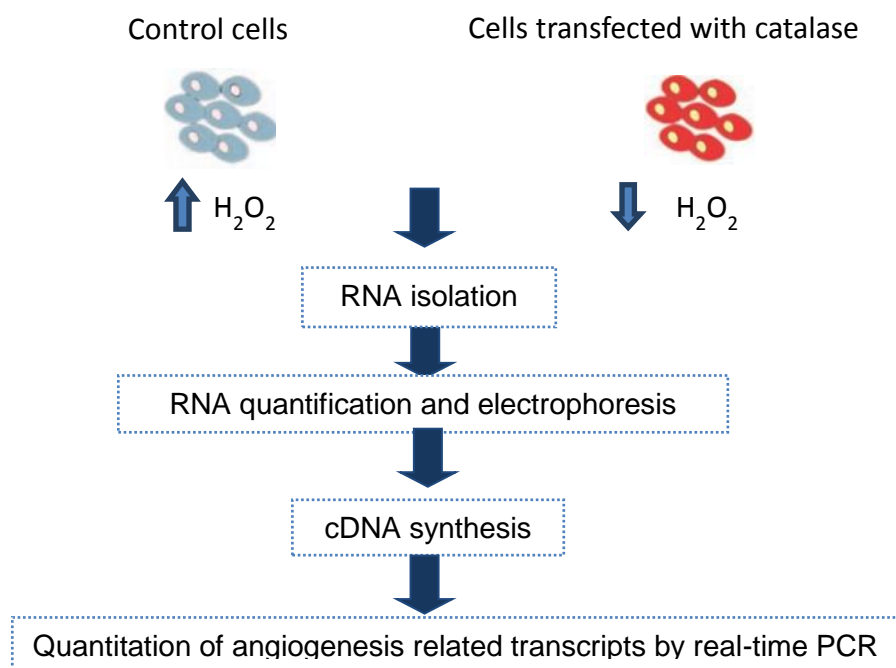 Control cells
Cells transfected with catalase
H₂O₂
H₂O₂
RNA isolation
RNA quantification and electrophoresis
cDNA synthesis
Quantitation of angiogenesis related transcripts by real-time PCR